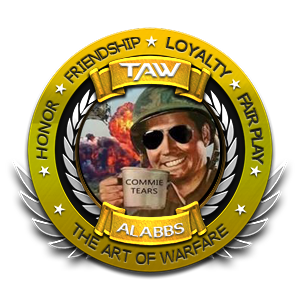 ★ HONOR ★ FRIENDSHIP ★ LOYALTY ★ FAIR PLAY ★
TAW
COMMIE
TEARS
ALABBS
THE ART OF WARFARE